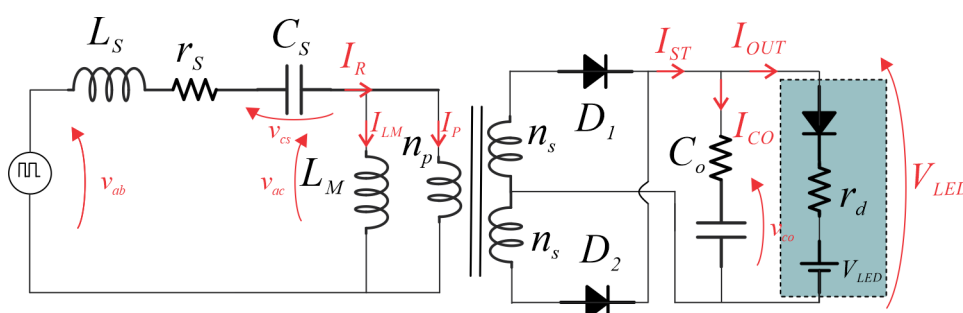 L_S
r_S
C_S
I_R
I_ST
I_OUT
v_cs
I_LM
n_p
I_P
n_s
D_1
I_CO
C_o
v_ab
v_ac
L_M
r_d
V_LED
v_co
n_s
D_2
V_LED